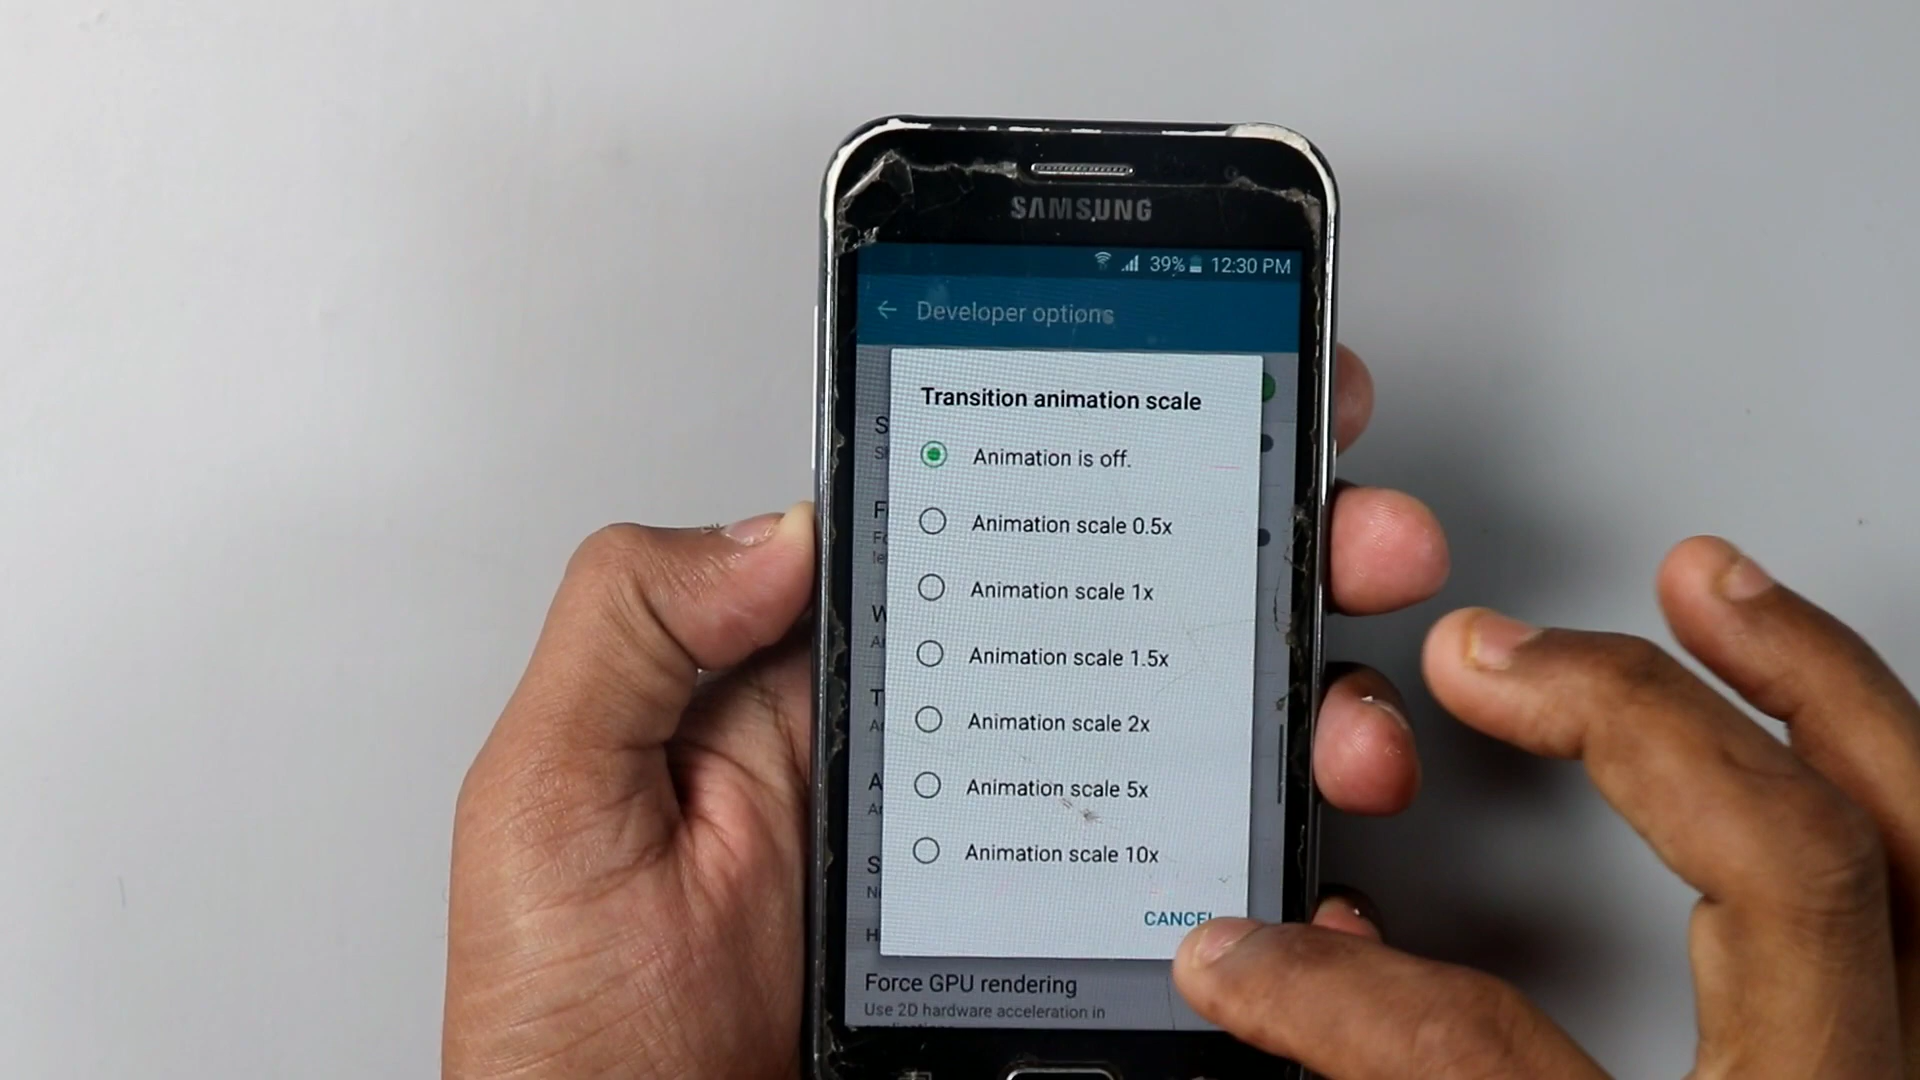 SAMSUNG
39% 12:30 PM
Developer options
Transition animation scale
Animation is off.
Animation scale 0.5x
Animation scale 1x
Animation scale 1.5x
Animation scale 2x
Animation scale 5x
Animation scale 10x
CANCEL
Force GPU rendering
Use 2D hardware acceleration in